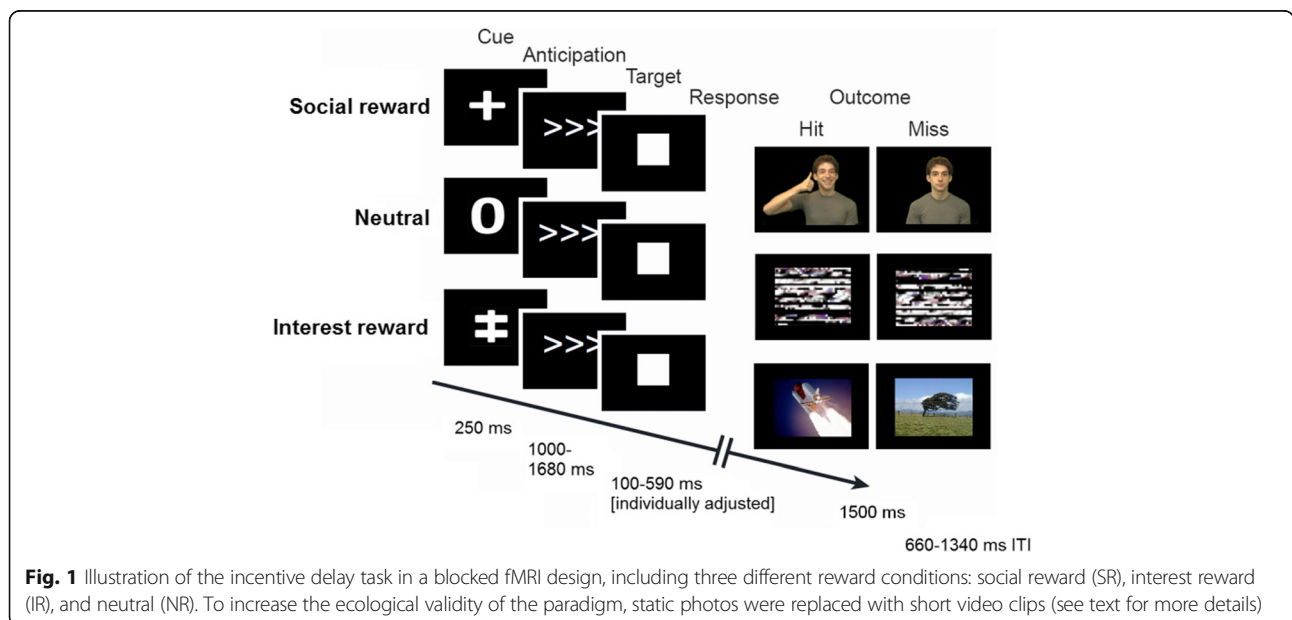 Cue
Anticipation
Target
Response
Outcome
Hit
Miss
Social reward
+
>>>
Neutral
0
>>>
Interest reward
‡
>>>
250 ms
1000-
1680 ms
100-590 ms
[individually adjusted]
1500 ms
660-1340 ms ITI
Fig. 1 Illustration of the incentive delay task in a blocked fMRI design, including three different reward conditions: social reward (SR), interest reward
(IR), and neutral (NR). To increase the ecological validity of the paradigm, static photos were replaced with short video clips (see text for more details)